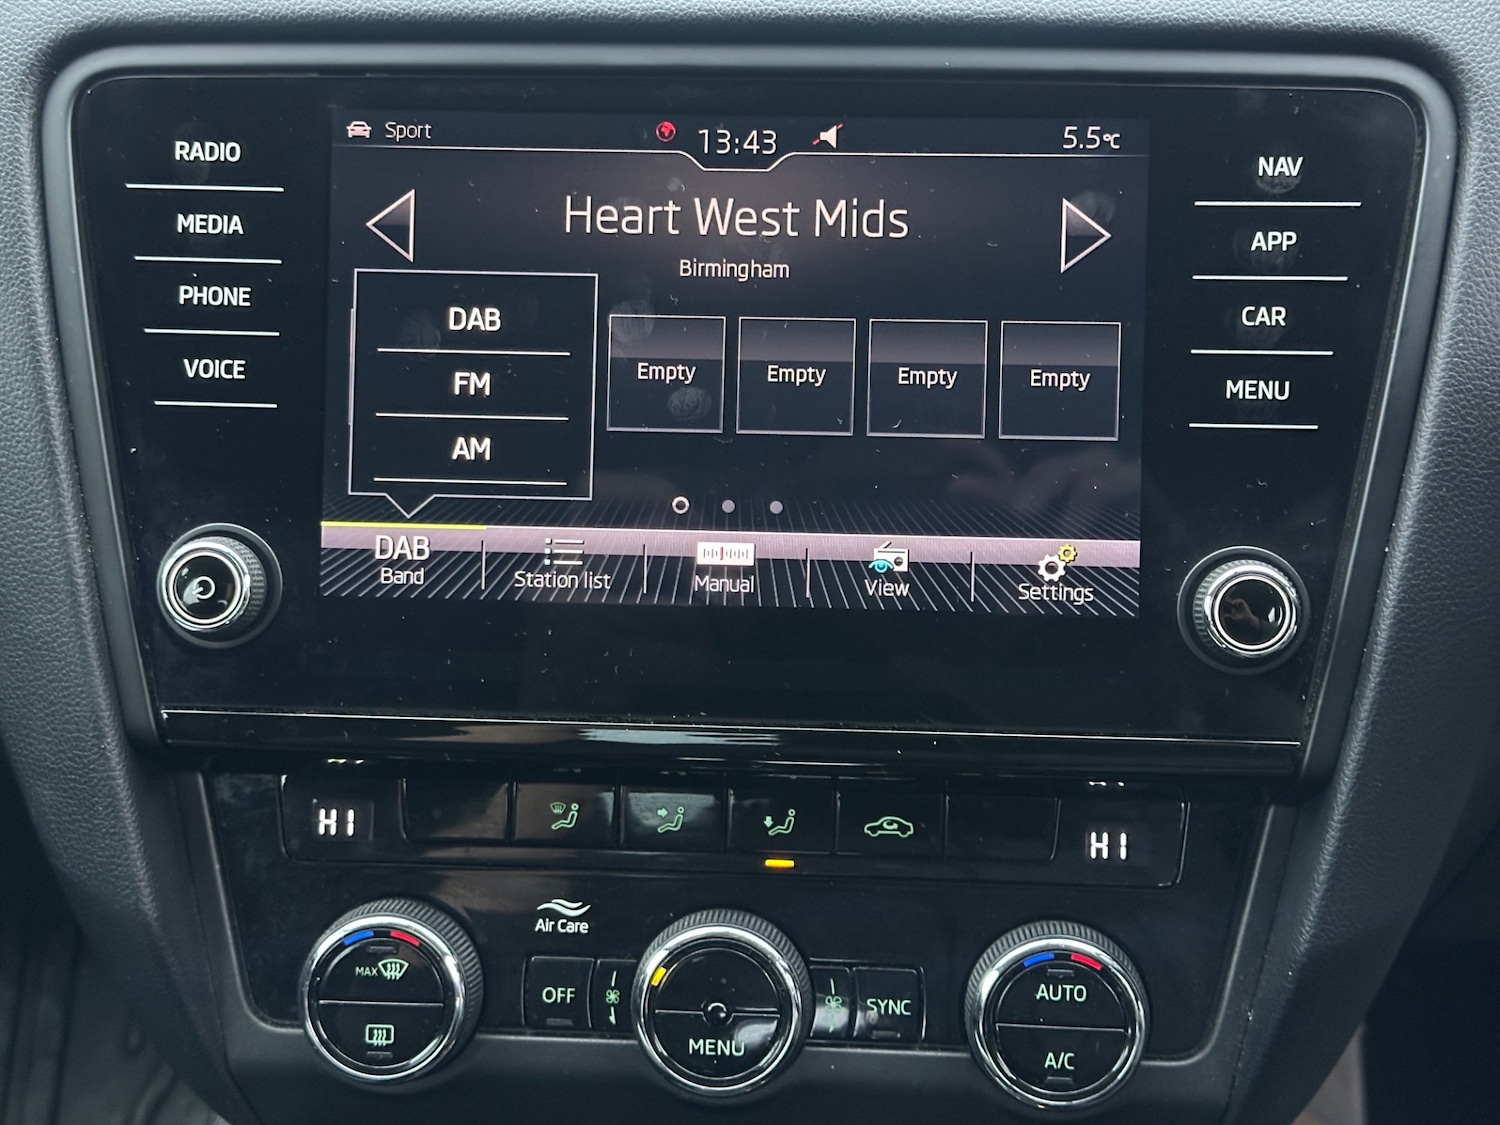 Sport 13:43 5.5°C
RADIO
MEDIA
PHONE
VOICE
Heart West Mids
Birmingham
DAB
FM
AM
Empty Empty Empty Empty
DAB
Band
Station list
Manual
View
Settings
NAV
APP
CAR
MENU
HI
HI
Air Care
MAX
OFF
MENU
SYNC
AUTO
A/C